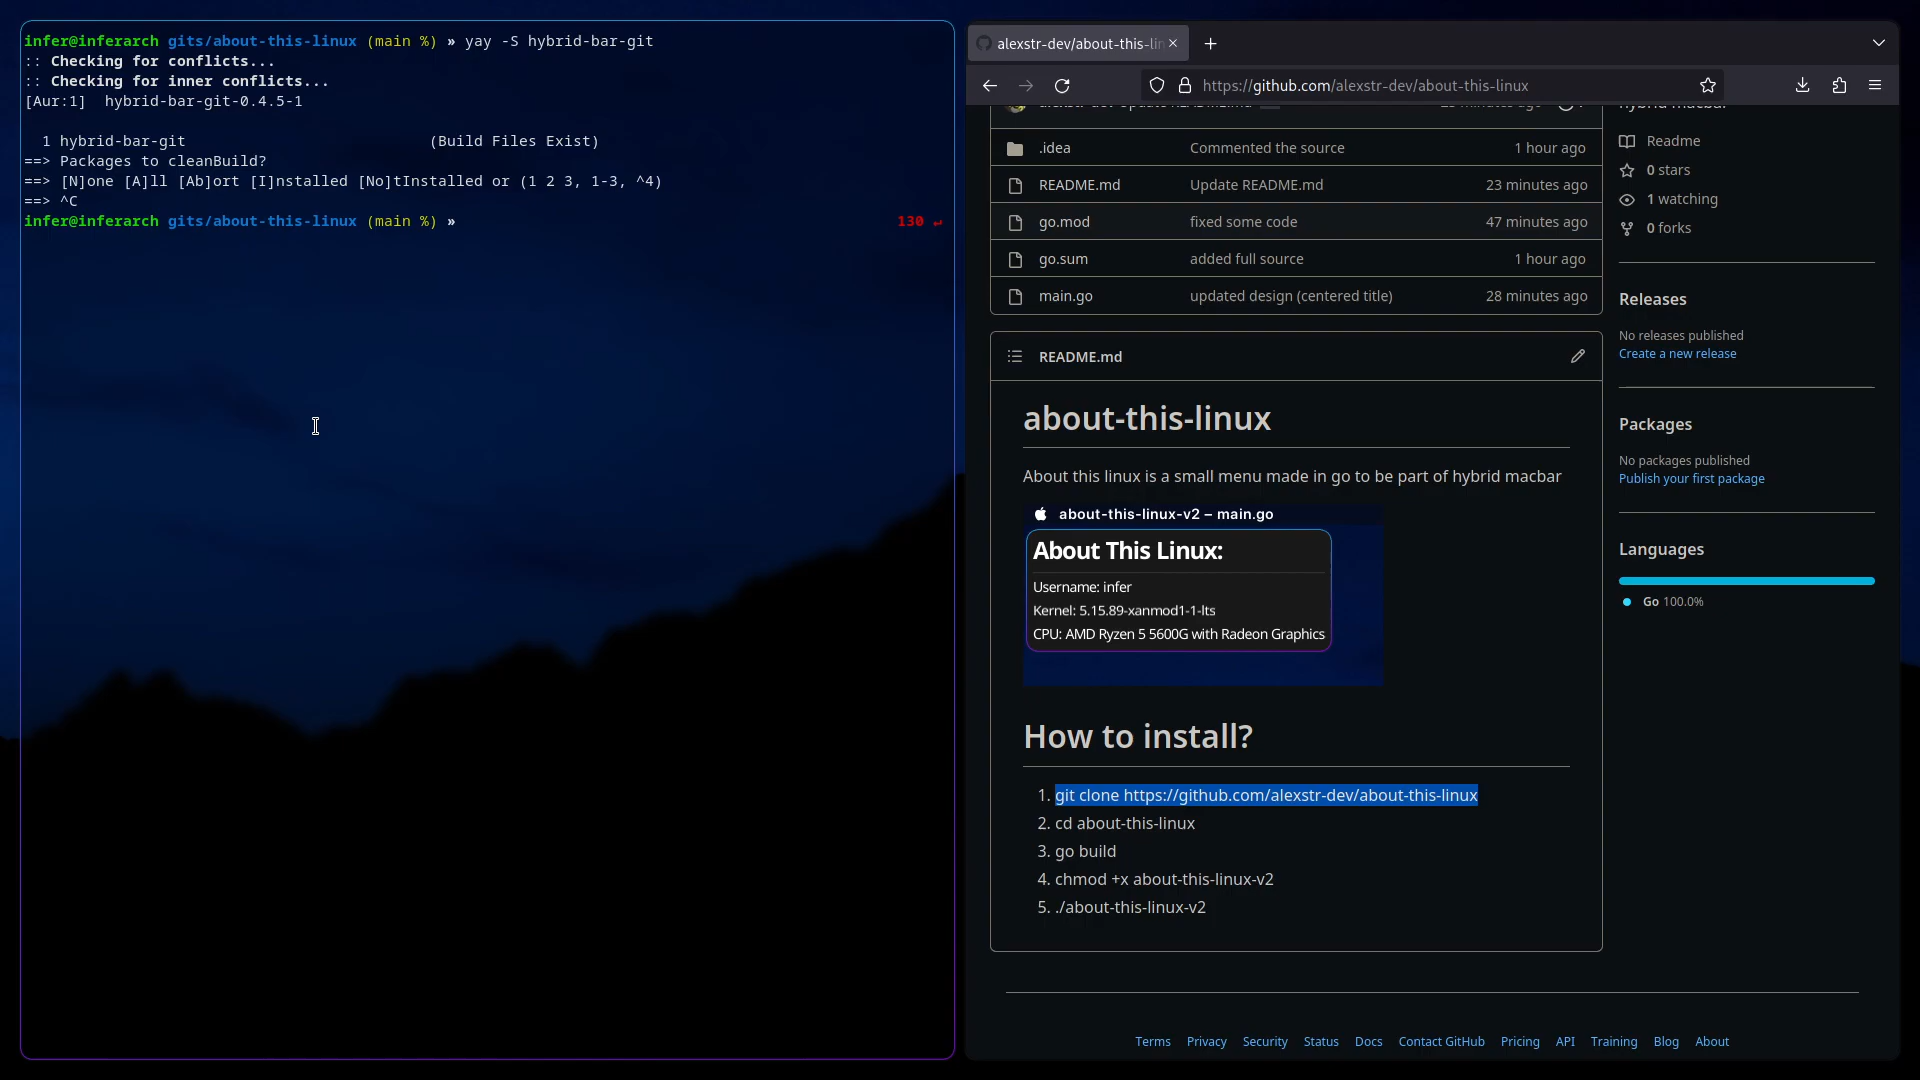 infer@inferarch gits/about-this-linux (main %) » yay -S hybrid-bar-git
:: Checking for conflicts...
:: Checking for inner conflicts...
[Aur:1]  hybrid-bar-git-0.4.5-1
1 hybrid-bar-git (Build Files Exist)
==> Packages to cleanBuild?
==> [N]one [A]ll [Ab]ort [I]nstalled [No]tInstalled or (1 2 3, 1-3, ^4)
==> ^C
infer@inferarch gits/about-this-linux (main %) » 130 ↵
alexstr-dev/about-this-lin
https://github.com/alexstr-dev/about-this-linux
.idea Commented the source 1 hour ago
README.md Update README.md 23 minutes ago
go.mod fixed some code 47 minutes ago
go.sum added full source 1 hour ago
main.go updated design (centered title) 28 minutes ago
README.md
about-this-linux
About this linux is a small menu made in go to be part of hybrid macbar
about-this-linux-v2 – main.go
About This Linux:
Username: infer
Kernel: 5.15.89-xanmod1-1-lts
CPU: AMD Ryzen 5 5600G with Radeon Graphics
How to install?
1. git clone https://github.com/alexstr-dev/about-this-linux
2. cd about-this-linux
3. go build
4. chmod +x about-this-linux-v2
5. ./about-this-linux-v2
hybrid macbar
Readme
0 stars
1 watching
0 forks
Releases
No releases published
Create a new release
Packages
No packages published
Publish your first package
Languages
Go 100.0%
Terms Privacy Security Status Docs Contact GitHub Pricing API Training Blog About